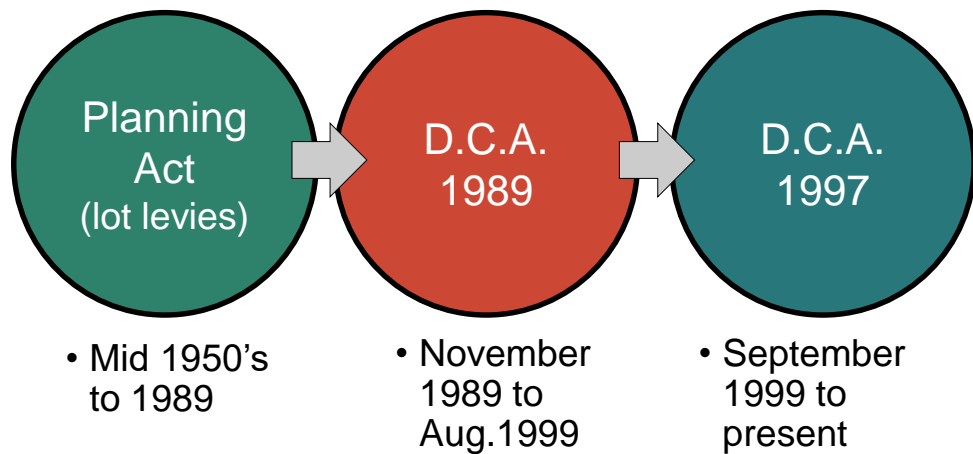 Planning
Act
(lot levies)
D.C.A.
1989
D.C.A.
1997
• Mid 1950’s
to 1989
• November
1989 to
Aug.1999
• September
1999 to
present